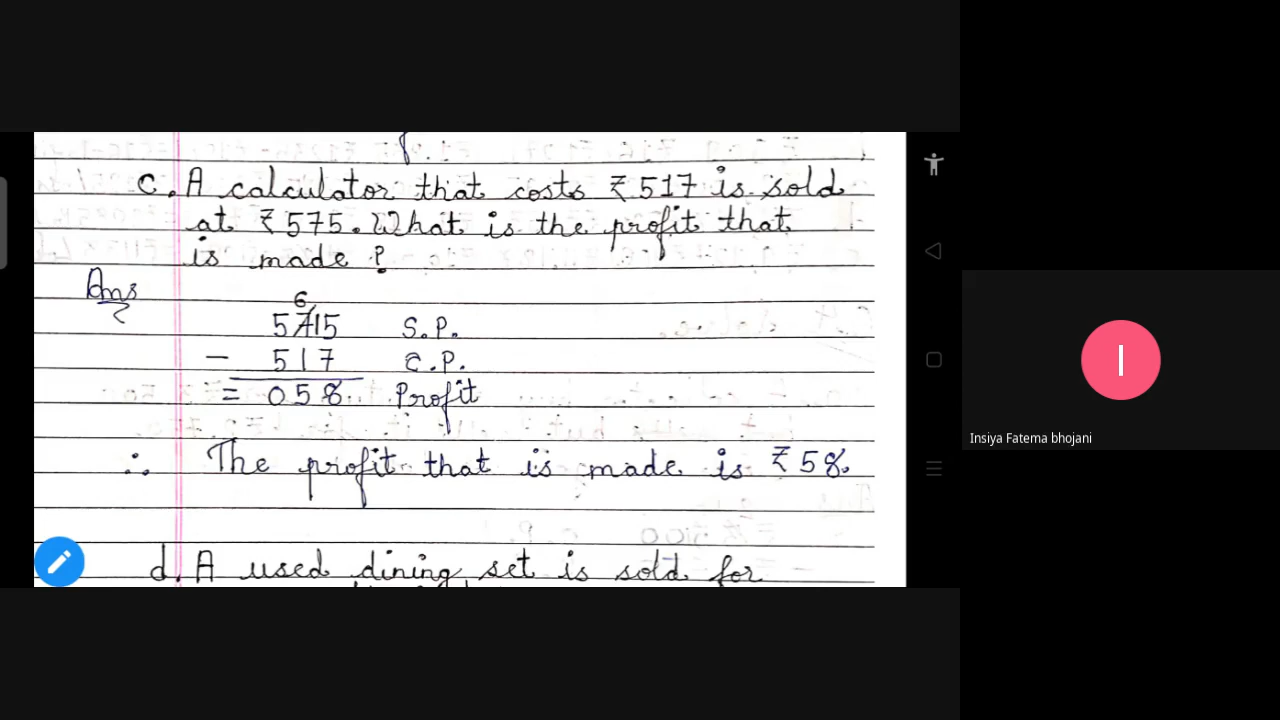 c. A calculator that costs ₹517 is sold
at ₹575. What is the profit that
is made ?
Ans
6
5715 S.P.
- 517 C.P.
= 058 Profit
∴ The profit that is made is ₹58.
d. A used dining set is sold for
I
Insiya Fatema bhojani